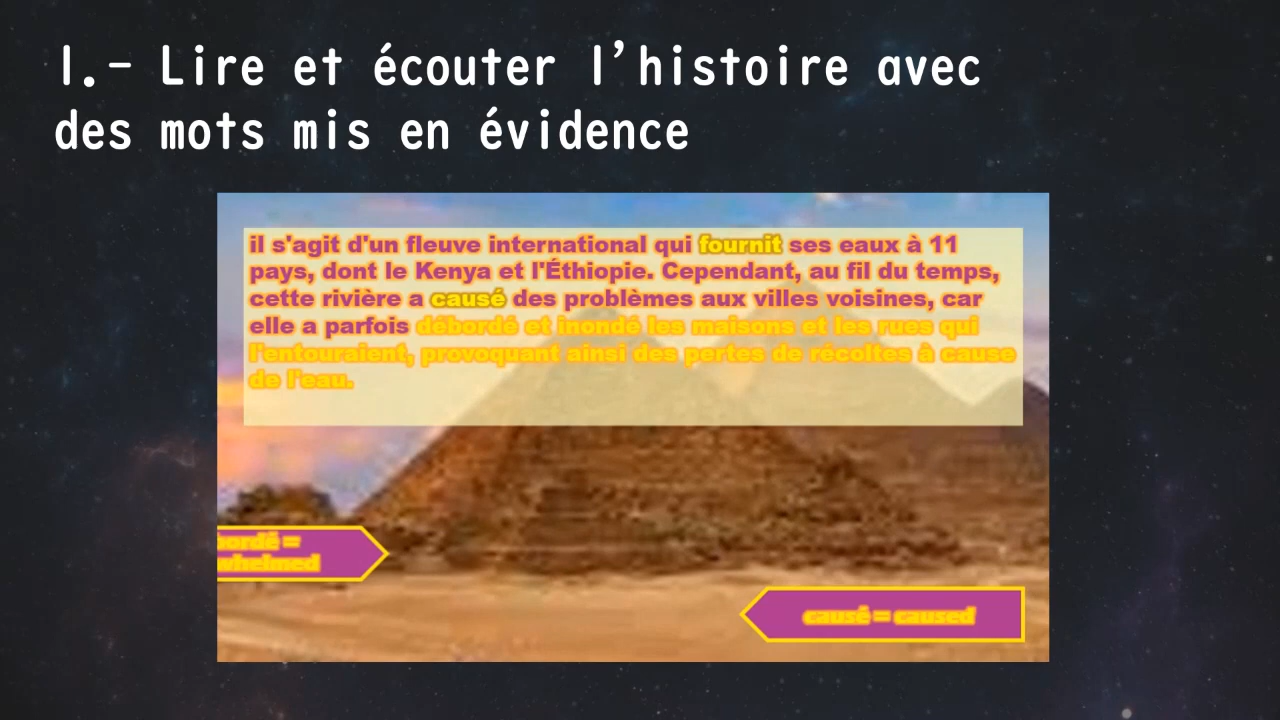 1.- Lire et écouter l'histoire avec
des mots mis en évidence
il s'agit d'un fleuve international qui fournit ses eaux à 11
pays, dont le Kenya et l'Éthiopie. Cependant, au fil du temps,
cette rivière a causé des problèmes aux villes voisines, car
elle a parfois débordé et inondé les maisons et les rues qui
l'entouraient, provoquant ainsi des pertes de récoltes à cause
de l'eau.
bordé =
whelmed
causé = caused